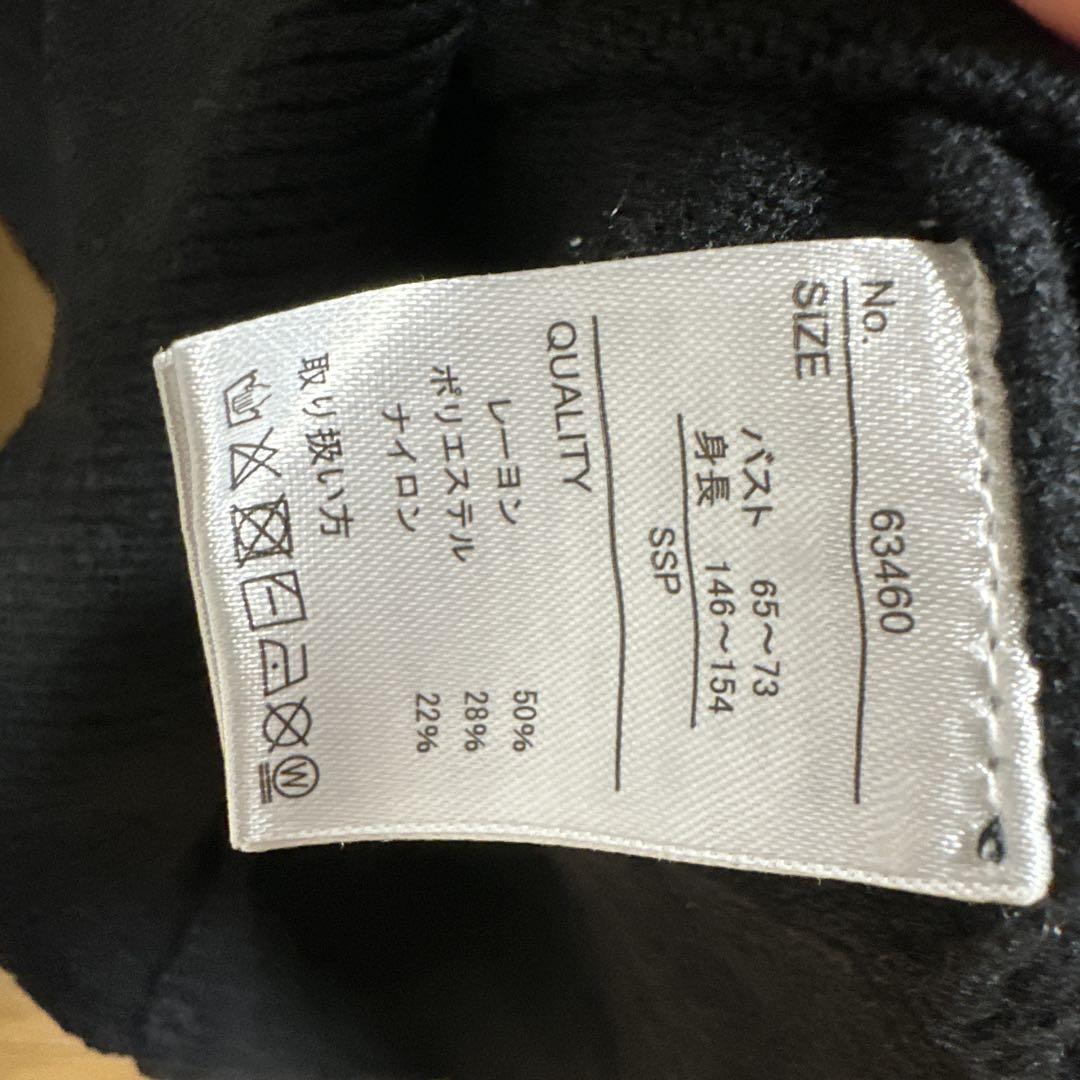 No. 63460
SIZE
バスト 65～73
身長 146～154
SSP
QUALITY
レーヨン 50%
ポリエステル 28%
ナイロン 22%
取り扱い方
W